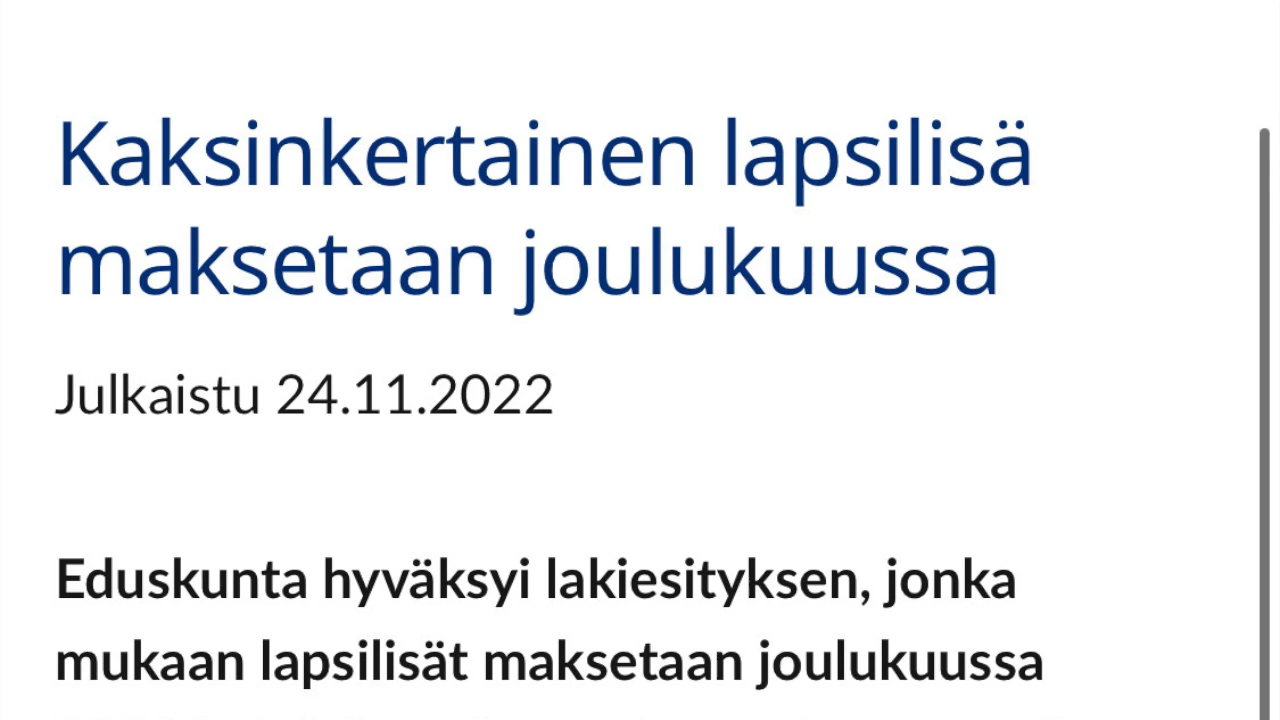 Kaksinkertainen lapsilisä
maksetaan joulukuussa
Julkaistu 24.11.2022
Eduskunta hyväksyi lakiesityksen, jonka
mukaan lapsilisät maksetaan joulukuussa